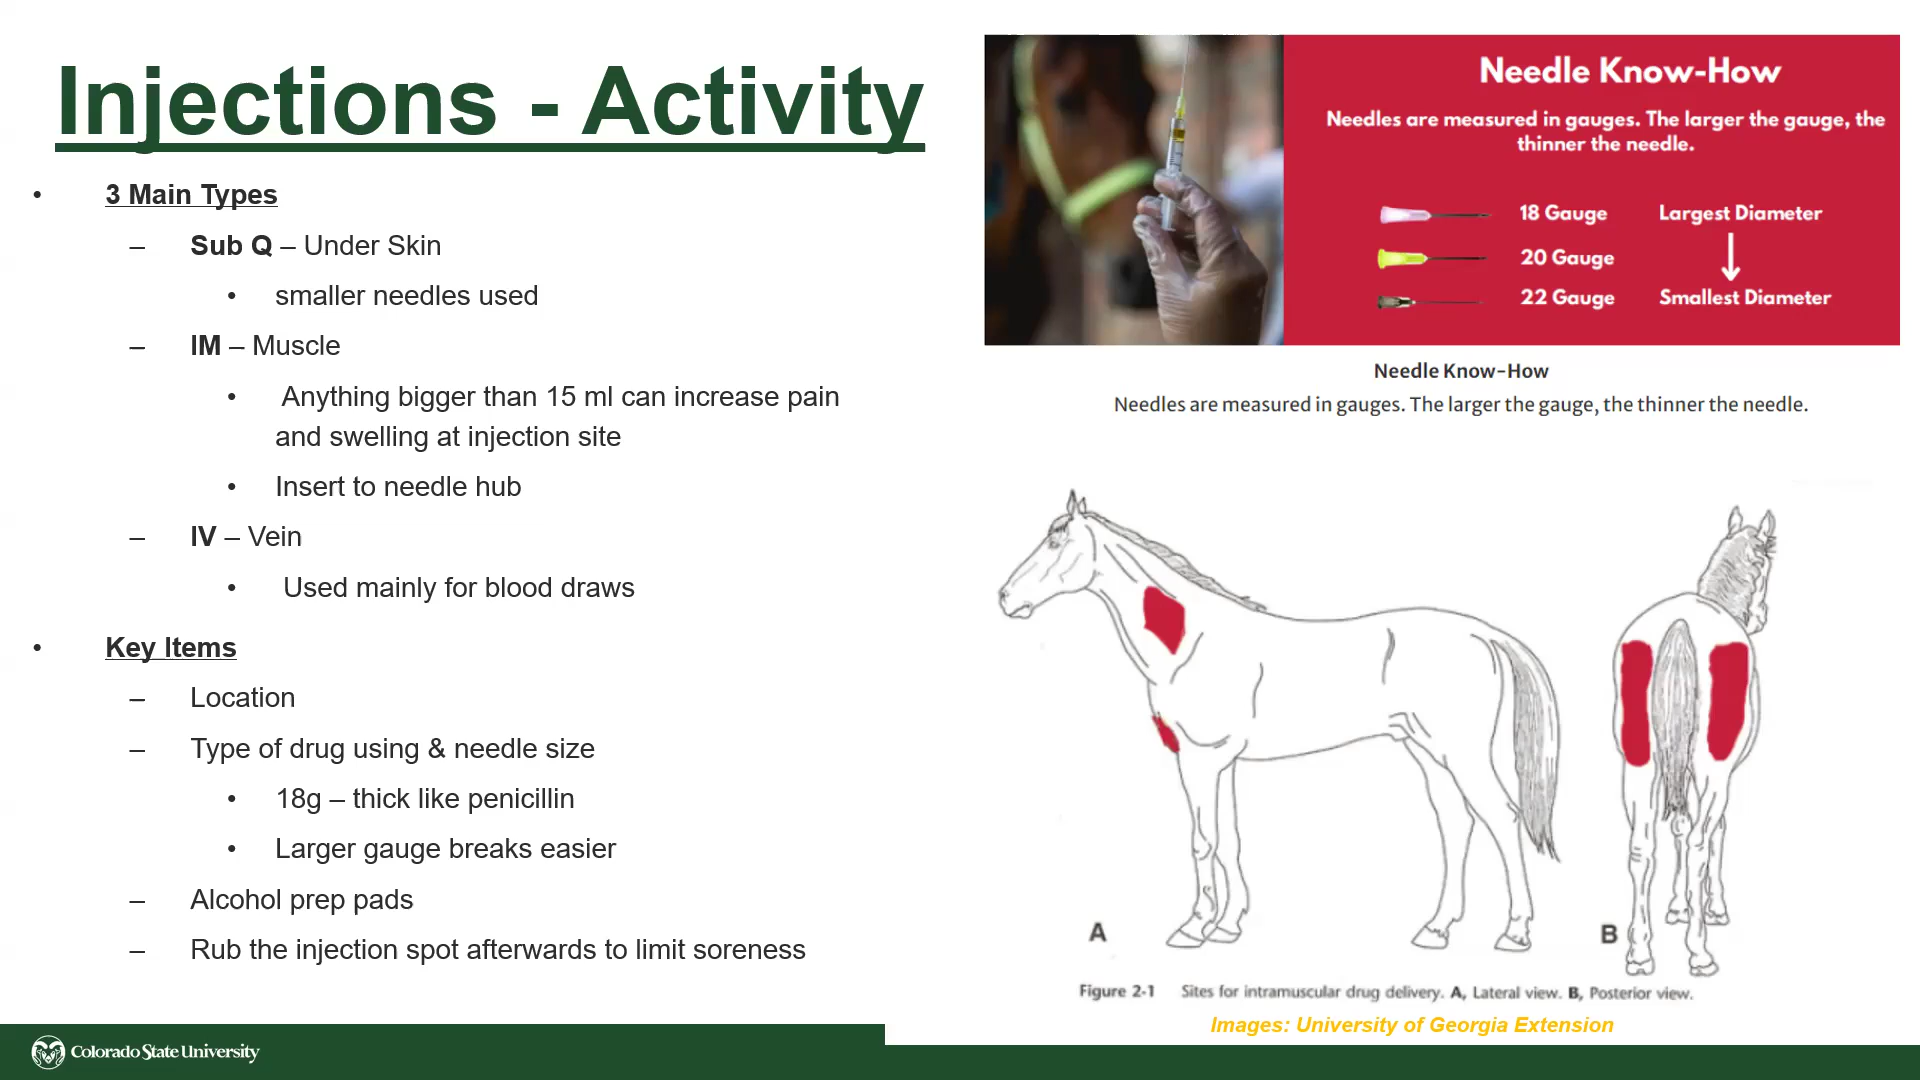 Injections - Activity
• 3 Main Types
– Sub Q – Under Skin
• smaller needles used
– IM – Muscle
• Anything bigger than 15 ml can increase pain
and swelling at injection site
• Insert to needle hub
– IV – Vein
• Used mainly for blood draws
• Key Items
– Location
– Type of drug using & needle size
• 18g – thick like penicillin
• Larger gauge breaks easier
– Alcohol prep pads
– Rub the injection spot afterwards to limit soreness
Needle Know-How
Needles are measured in gauges. The larger the gauge, the
thinner the needle.
18 Gauge Largest Diameter
20 Gauge
22 Gauge Smallest Diameter
Needle Know-How
Needles are measured in gauges. The larger the gauge, the thinner the needle.
A
B
Figure 2-1 Sites for intramuscular drug delivery. A, Lateral view. B, Posterior view.
Images: University of Georgia Extension
Colorado State University